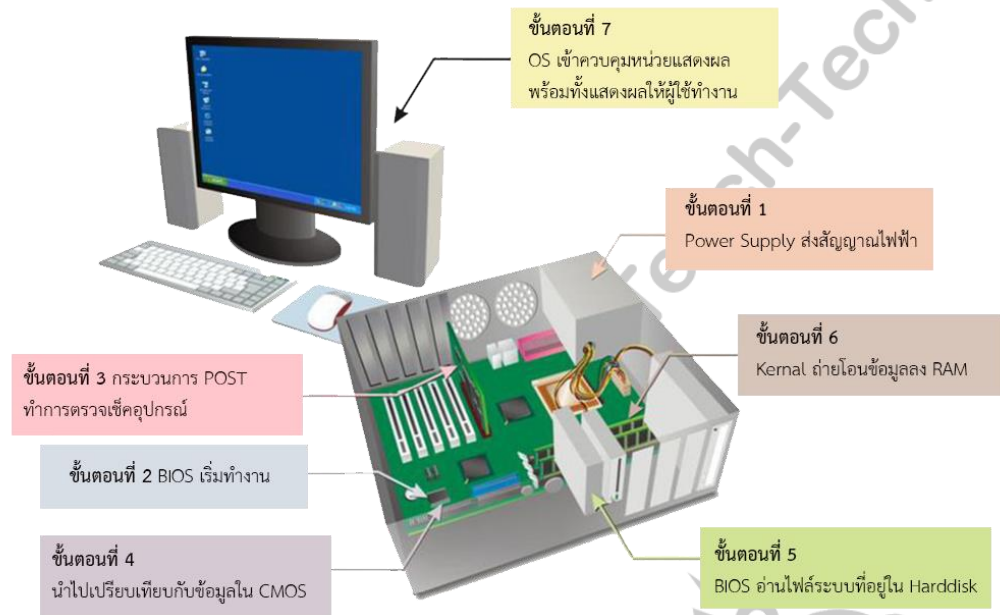 ขั้นตอนที่ 7
OS เข้าควบคุมหน่วยแสดงผล
พร้อมทั้งแสดงผลให้ผู้ใช้ทำงาน
ขั้นตอนที่ 1
Power Supply ส่งสัญญาณไฟฟ้า
ขั้นตอนที่ 6
Kernal ถ่ายโอนข้อมูลลง RAM
ขั้นตอนที่ 3 กระบวนการ POST
ทำการตรวจเช็คอุปกรณ์
ขั้นตอนที่ 2 BIOS เริ่มทำงาน
ขั้นตอนที่ 4
นำไปเปรียบเทียบกับข้อมูลใน CMOS
ขั้นตอนที่ 5
BIOS อ่านไฟล์ระบบที่อยู่ใน Harddisk